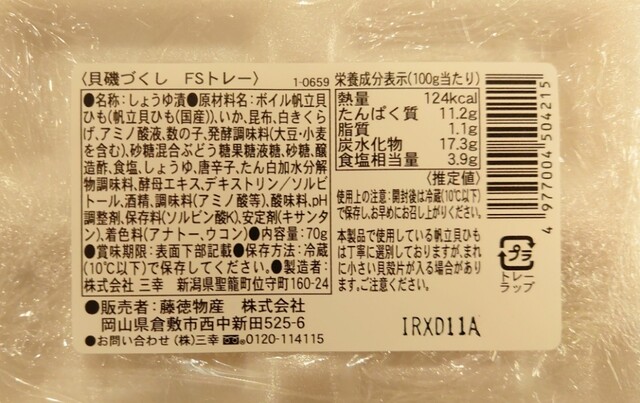 〈貝磯づくし FSトレー〉
1-0659
●名称:しょうゆ漬●原材料名:ボイル帆立貝
ひも(帆立貝ひも(国産))、いか、昆布、白きくら
げ、アミノ酸液、数の子、発酵調味料(大豆・小麦
を含む)、砂糖混合ぶどう糖果糖液糖、砂糖、醸
造酢、食塩、しょうゆ、唐辛子、たん白加水分解
物調味料、酵母エキス、デキストリン/ソルビ
トール、酒精、調味料(アミノ酸等)、酸味料、pH
調整剤、保存料(ソルビン酸K)、安定剤(キサンタ
ン)、着色料(アナトー、ウコン)●内容量:70g
●賞味期限:表面下部記載●保存方法:冷蔵
(10℃以下)で保存してください。●製造者:
株式会社 三幸 新潟県聖籠町位守町160-24
●販売者:藤徳物産 株式会社
岡山県倉敷市西中新田525-6
●お問い合わせ(株)三幸 0120-114115
栄養成分表示(100g当たり)
熱量 124kcal
たんぱく質 11.2g
脂質 1.1g
炭水化物 17.3g
食塩相当量 3.9g
〈推定値〉
使用上の注意:開封後は冷蔵(10℃以下)
で保存し、お早めにお召し上がりください。
本製品で使用している帆立貝ひも
は丁寧に選別しておりますが、まれ
に小さい貝殻片が入る場合があり
ます。ご注意ください。
4 977004 504215
プラ
トレー
ラップ
IRXD11A